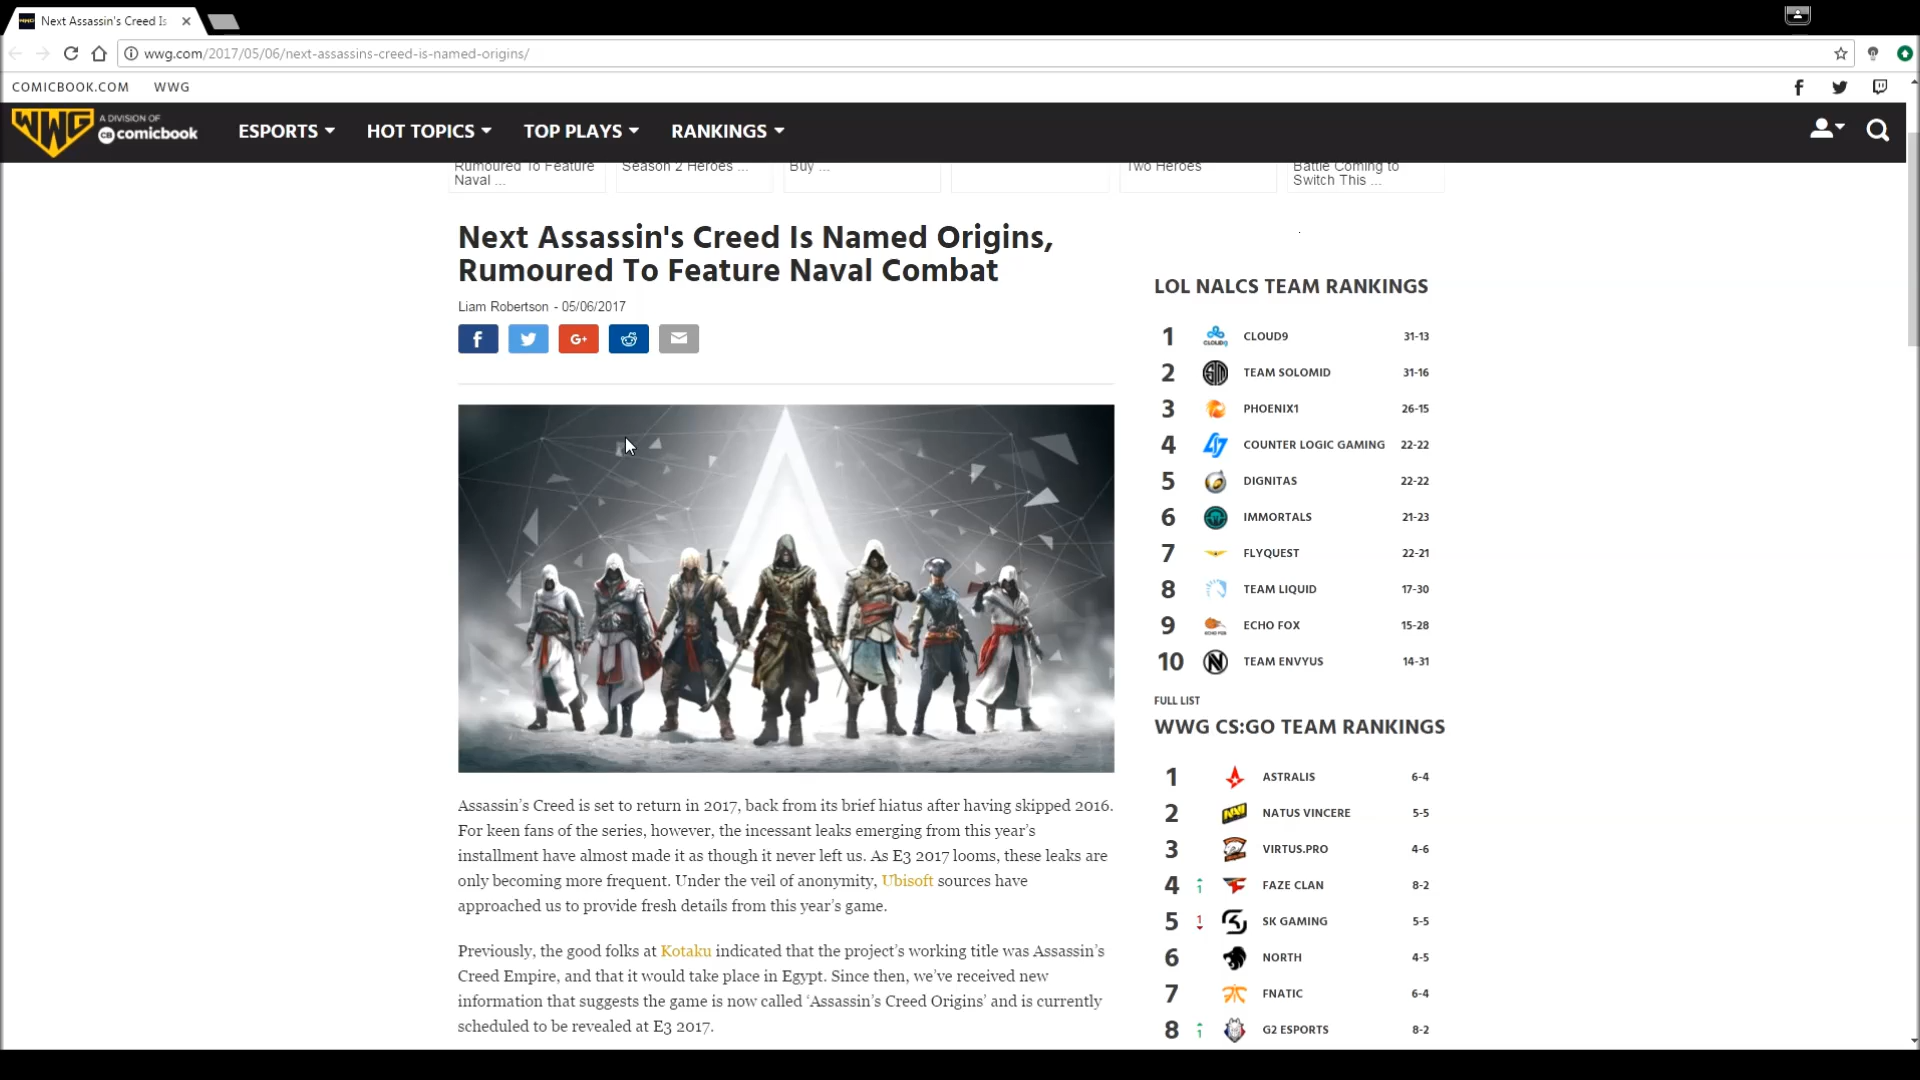 Next Assassin's Creed Is
wwg.com/2017/05/06/next-assassins-creed-is-named-origins/
COMICBOOK.COM WWG
WWG A DIVISION OF CB comicbook ESPORTS HOT TOPICS TOP PLAYS RANKINGS
Rumoured To Feature Naval ...
Season 2 Heroes ...
Buy ...
Two Heroes
Battle Coming to Switch This ...
Next Assassin's Creed Is Named Origins,
Rumoured To Feature Naval Combat
Liam Robertson - 05/06/2017
f G+
Assassin’s Creed is set to return in 2017, back from its brief hiatus after having skipped 2016.
For keen fans of the series, however, the incessant leaks emerging from this year’s
installment have almost made it as though it never left us. As E3 2017 looms, these leaks are
only becoming more frequent. Under the veil of anonymity, Ubisoft sources have
approached us to provide fresh details from this year’s game.
Previously, the good folks at Kotaku indicated that the project’s working title was Assassin’s
Creed Empire, and that it would take place in Egypt. Since then, we’ve received new
information that suggests the game is now called ‘Assassin’s Creed Origins’ and is currently
scheduled to be revealed at E3 2017.
LOL NALCS TEAM RANKINGS
1 CLOUD9 31-13
2 TEAM SOLOMID 31-16
3 PHOENIX1 26-15
4 COUNTER LOGIC GAMING 22-22
5 DIGNITAS 22-22
6 IMMORTALS 21-23
7 FLYQUEST 22-21
8 TEAM LIQUID 17-30
9 ECHO FOX 15-28
10 TEAM ENVYUS 14-31
FULL LIST
WWG CS:GO TEAM RANKINGS
1 ASTRALIS 6-4
2 NATUS VINCERE 5-5
3 VIRTUS.PRO 4-6
4 1 FAZE CLAN 8-2
5 1 SK GAMING 5-5
6 NORTH 4-5
7 FNATIC 6-4
8 1 G2 ESPORTS 8-2